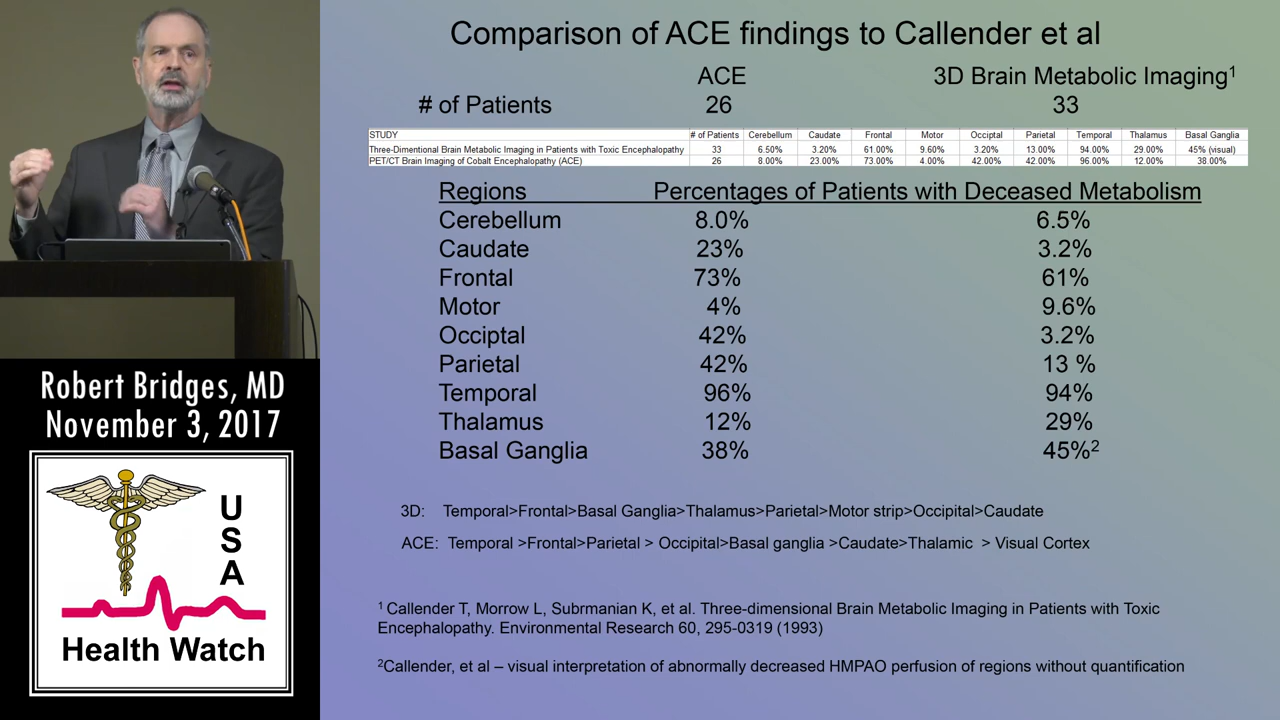 Comparison of ACE findings to Callender et al
ACE 3D Brain Metabolic Imaging1
# of Patients 26 33
STUDY # of Patients Cerebellum Caudate Frontal Motor Occiptal Parietal Temporal Thalamus Basal Ganglia
Three-Dimentional Brain Metabolic Imaging in Patients with Toxic Encephalopathy 33 6.50% 3.20% 61.00% 9.60% 3.20% 13.00% 94.00% 29.00% 45% (visual)
PET/CT Brain Imaging of Cobalt Encephalopathy (ACE) 26 8.00% 23.00% 73.00% 4.00% 42.00% 42.00% 96.00% 12.00% 38.00%
Regions Percentages of Patients with Deceased Metabolism
Cerebellum 8.0% 6.5%
Caudate 23% 3.2%
Frontal 73% 61%
Motor 4% 9.6%
Occiptal 42% 3.2%
Parietal 42% 13 %
Temporal 96% 94%
Thalamus 12% 29%
Basal Ganglia 38% 45%2
3D: Temporal>Frontal>Basal Ganglia>Thalamus>Parietal>Motor strip>Occipital>Caudate
ACE: Temporal >Frontal>Parietal > Occipital>Basal ganglia >Caudate>Thalamic > Visual Cortex
1 Callender T, Morrow L, Subrmanian K, et al. Three-dimensional Brain Metabolic Imaging in Patients with Toxic
Encephalopathy. Environmental Research 60, 295-0319 (1993)
2Callender, et al – visual interpretation of abnormally decreased HMPAO perfusion of regions without quantification
Robert Bridges, MD
November 3, 2017
U
S
A
Health Watch